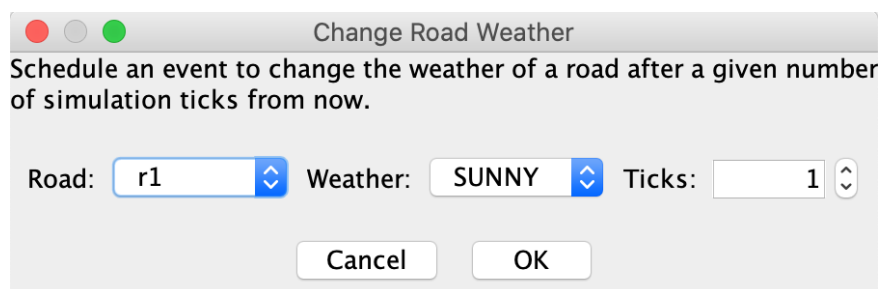 Change Road Weather
Schedule an event to change the weather of a road after a given number
of simulation ticks from now.
Road: r1 Weather: SUNNY Ticks: 1
Cancel OK